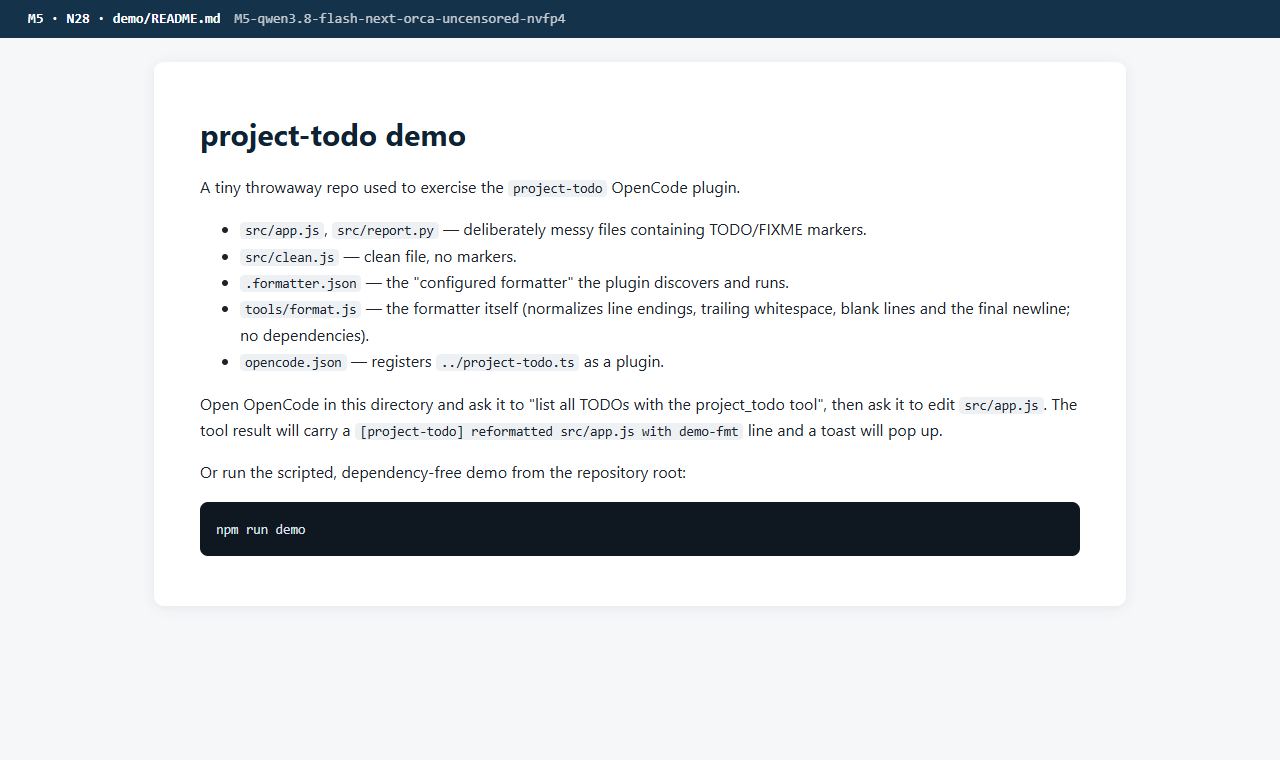 M5 • N28 • demo/README.md M5-qwen3.8-flash-next-orca-uncensored-nvfp4
project-todo demo
A tiny throwaway repo used to exercise the project-todo OpenCode plugin.
• src/app.js, src/report.py — deliberately messy files containing TODO/FIXME markers.
• src/clean.js — clean file, no markers.
• .formatter.json — the "configured formatter" the plugin discovers and runs.
• tools/format.js — the formatter itself (normalizes line endings, trailing whitespace, blank lines and the final newline;
no dependencies).
• opencode.json — registers ../project-todo.ts as a plugin.
Open OpenCode in this directory and ask it to "list all TODOs with the project_todo tool", then ask it to edit src/app.js. The
tool result will carry a [project-todo] reformatted src/app.js with demo-fmt line and a toast will pop up.
Or run the scripted, dependency-free demo from the repository root:
npm run demo